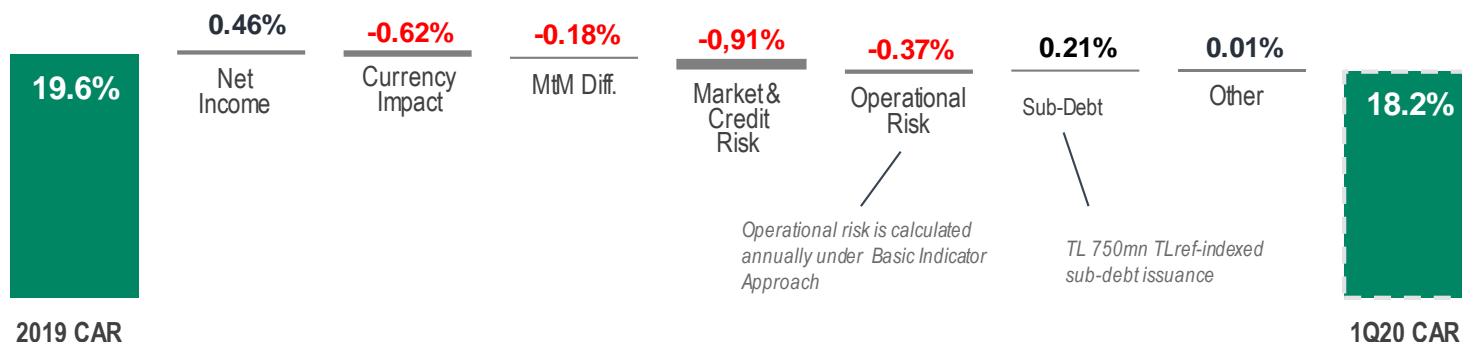 19.6%
2019 CAR
0.46%
Net
Income
-0.62%
Currency
Impact
-0.18%
MtM Diff.
-0,91%
Market &
Credit
Risk
-0.37%
Operational
Risk
Operational risk is calculated
annually under Basic Indicator
Approach
0.21%
Sub-Debt
TL 750mn TLref-indexed
sub-debt issuance
0.01%
Other
18.2%
1Q20 CAR